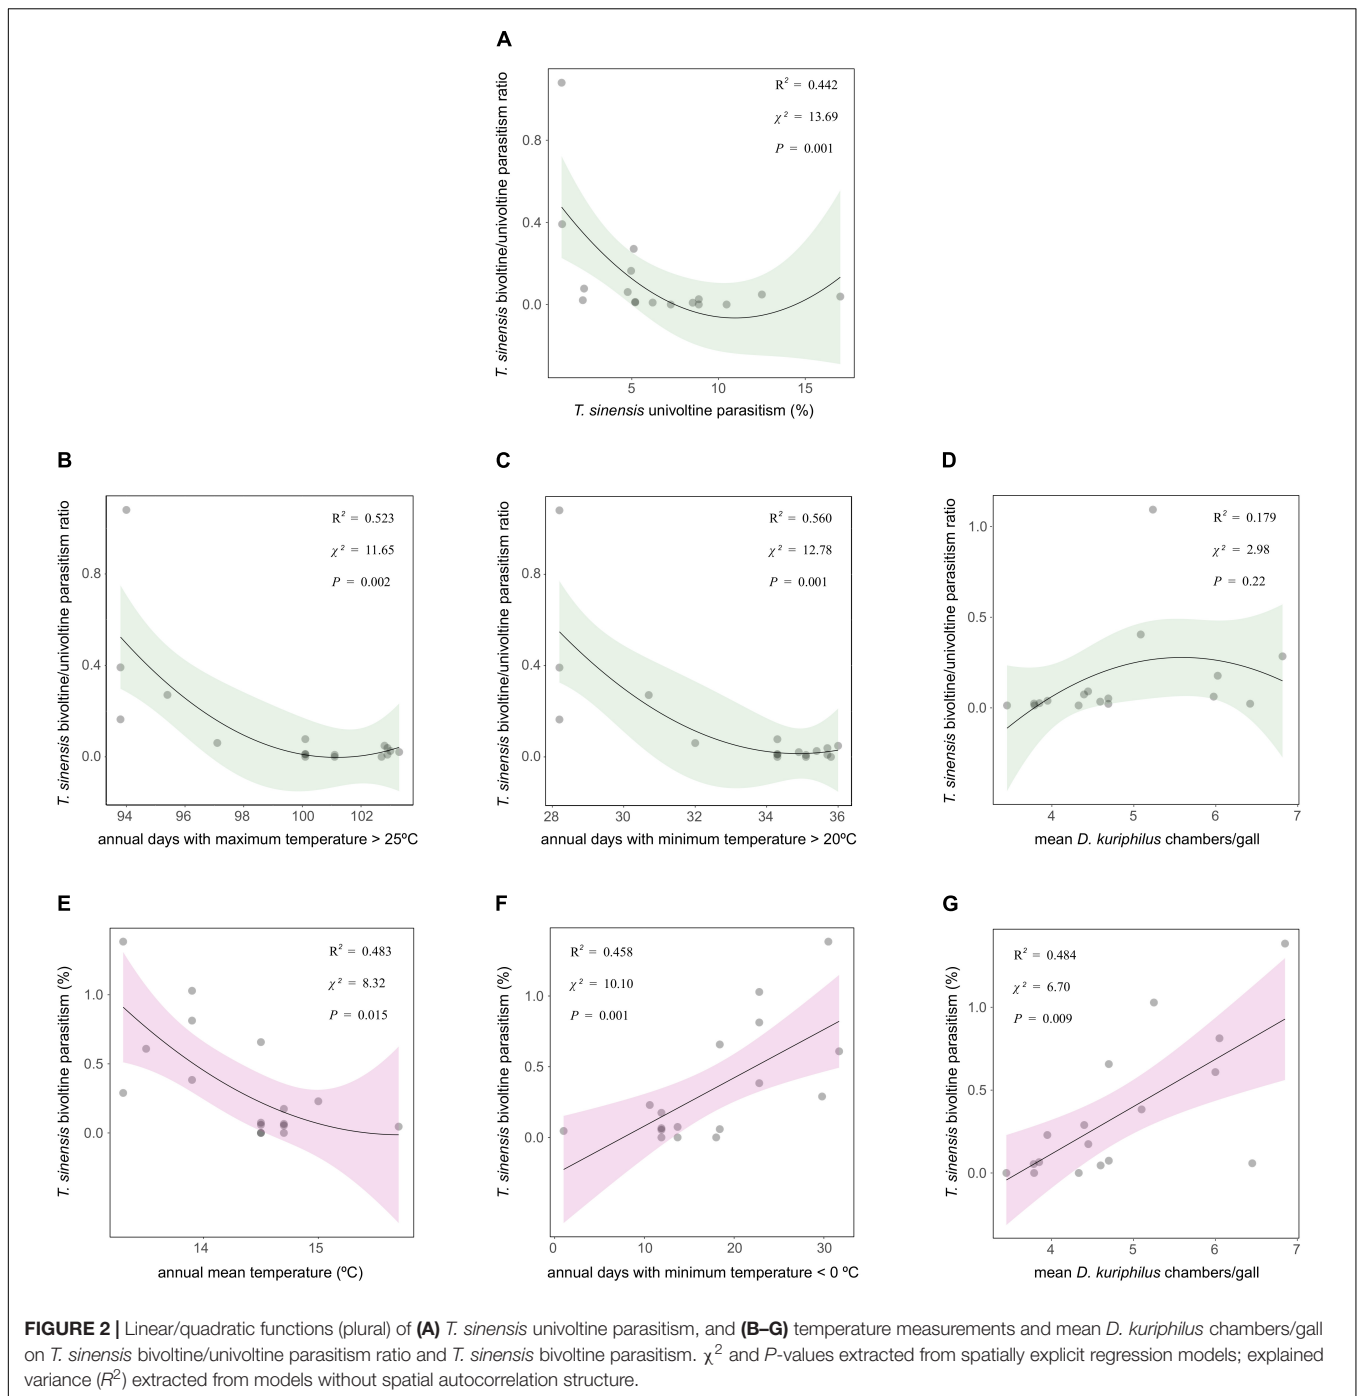 A
T. sinensis bivoltine/univoltine parasitism ratio
R² = 0.442
χ² = 13.69
P = 0.001
0.8
0.4
0.0
5 10 15
T. sinensis univoltine parasitism (%)
B
T. sinensis bivoltine/univoltine parasitism ratio
R² = 0.523
χ² = 11.65
P = 0.002
0.8
0.4
0.0
94 96 98 100 102
annual days with maximum temperature > 25ºC
C
T. sinensis bivoltine/univoltine parasitism ratio
R² = 0.560
χ² = 12.78
P = 0.001
0.8
0.4
0.0
28 30 32 34 36
annual days with minimum temperature > 20ºC
D
T. sinensis bivoltine/univoltine parasitism ratio
R² = 0.179
χ² = 2.98
P = 0.22
1.0
0.5
0.0
4 5 6 7
mean D. kuriphilus chambers/gall
E
T. sinensis bivoltine parasitism (%)
R² = 0.483
χ² = 8.32
P = 0.015
1.0
0.5
0.0
14 15
annual mean temperature (ºC)
F
T. sinensis bivoltine parasitism (%)
R² = 0.458
χ² = 10.10
P = 0.001
1.0
0.5
0.0
0 10 20 30
annual days with minimum temperature < 0 ºC
G
T. sinensis bivoltine parasitism (%)
R² = 0.484
χ² = 6.70
P = 0.009
1.0
0.5
0.0
4 5 6 7
mean D. kuriphilus chambers/gall
FIGURE 2 | Linear/quadratic functions (plural) of (A) T. sinensis univoltine parasitism, and (B–G) temperature measurements and mean D. kuriphilus chambers/gall
on T. sinensis bivoltine/univoltine parasitism ratio and T. sinensis bivoltine parasitism. χ² and P-values extracted from spatially explicit regression models; explained
variance (R²) extracted from models without spatial autocorrelation structure.